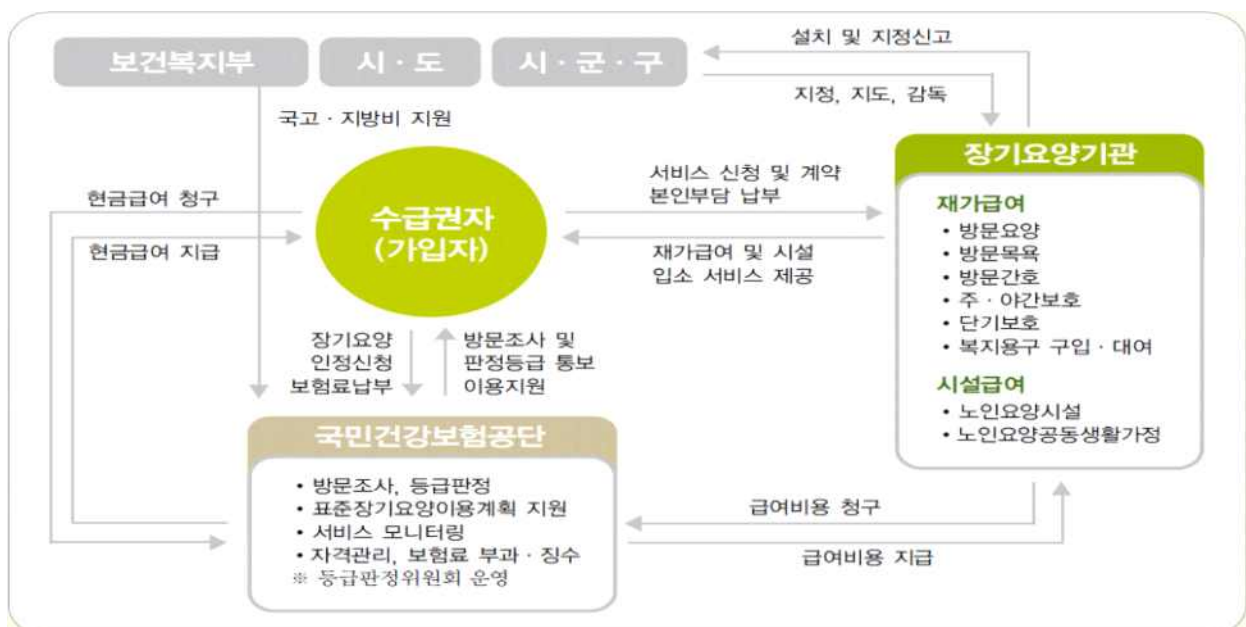 보건복지부
시 · 도
시 · 군 · 구
설치 및 지정신고
지정, 지도, 감독
국고 · 지방비 지원
장기요양기관
현금급여 청구
현금급여 지급
수급권자
(가입자)
서비스 신청 및 계약
본인부담 납부
재가급여 및 시설
입소 서비스 제공
재가급여
• 방문요양
• 방문목욕
• 방문간호
• 주 · 야간보호
• 단기보호
• 복지용구 구입 · 대여
시설급여
• 노인요양시설
• 노인요양공동생활가정
장기요양
인정신청
보험료납부
방문조사 및
판정등급 통보
이용지원
국민건강보험공단
• 방문조사, 등급판정
• 표준장기요양이용계획 지원
• 서비스 모니터링
• 자격관리, 보험료 부과 · 징수
※ 등급판정위원회 운영
급여비용 청구
급여비용 지급